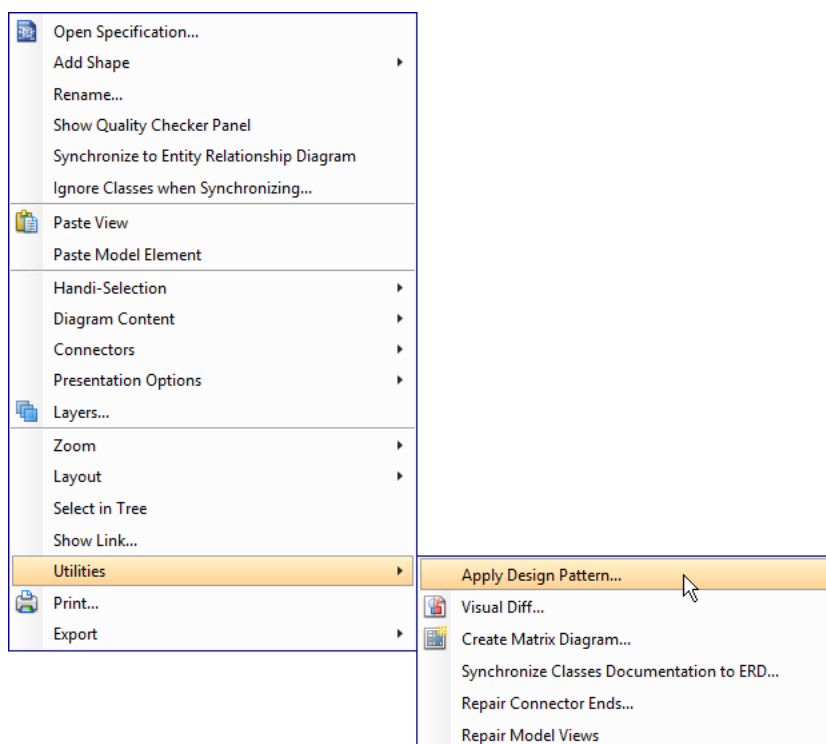 Open Specification...
Add Shape
Rename...
Show Quality Checker Panel
Synchronize to Entity Relationship Diagram
Ignore Classes when Synchronizing...
Paste View
Paste Model Element
Handi-Selection
Diagram Content
Connectors
Presentation Options
Layers...
Zoom
Layout
Select in Tree
Show Link...
Utilities
Print...
Export
Apply Design Pattern...
Visual Diff...
Create Matrix Diagram...
Synchronize Classes Documentation to ERD...
Repair Connector Ends...
Repair Model Views